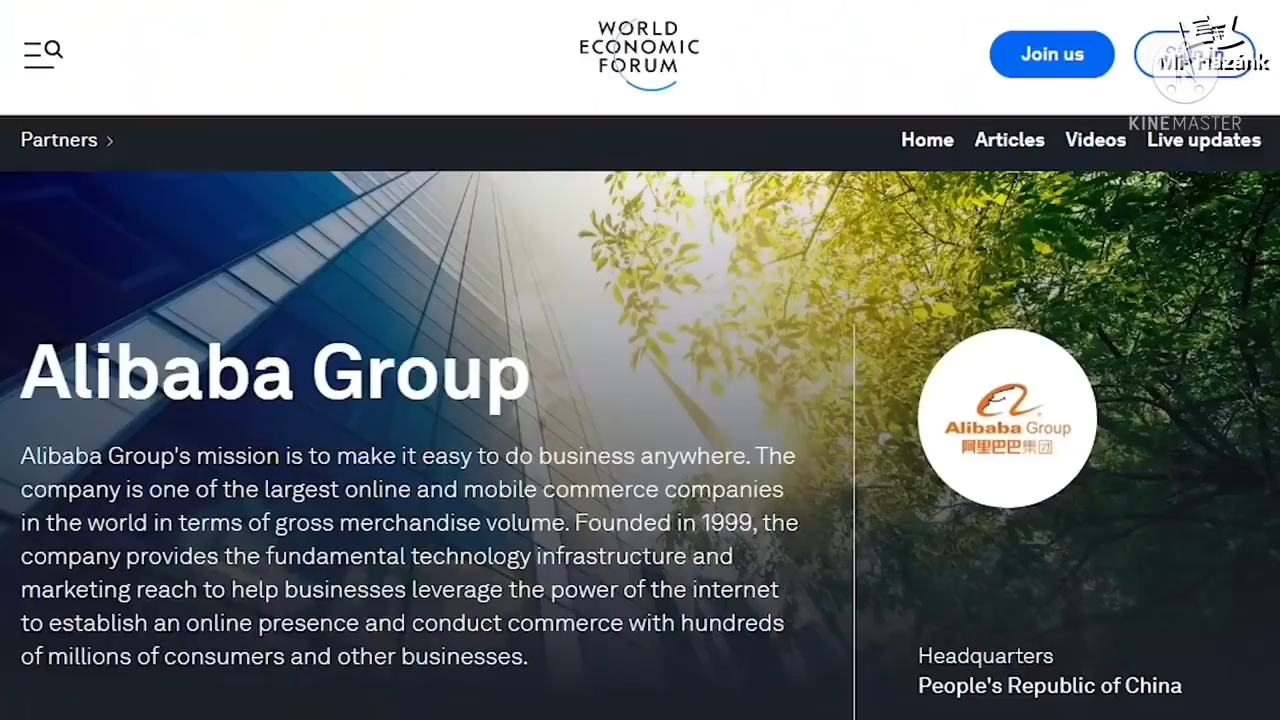 WORLD
ECONOMIC
FORUM
Join us
Mi Hazánk
KINEMASTER
Partners
Home Articles Videos Live updates
Alibaba Group
Alibaba Group's mission is to make it easy to do business anywhere. The
company is one of the largest online and mobile commerce companies
in the world in terms of gross merchandise volume. Founded in 1999, the
company provides the fundamental technology infrastructure and
marketing reach to help businesses leverage the power of the internet
to establish an online presence and conduct commerce with hundreds
of millions of consumers and other businesses.
Alibaba Group
阿里巴巴集团
Headquarters
People's Republic of China